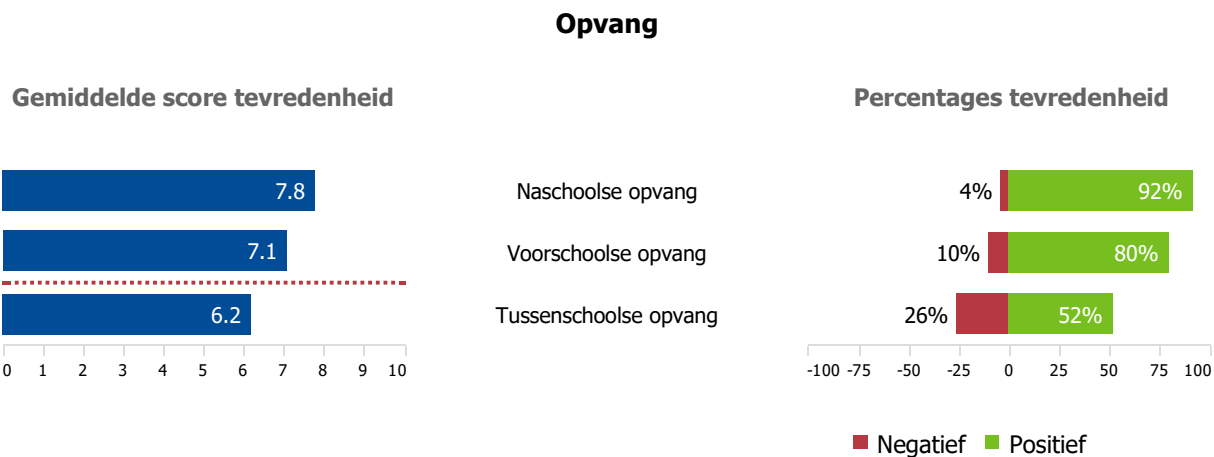 Opvang
Gemiddelde score tevredenheid
Percentages tevredenheid
7.8 Naschoolse opvang 4% 92%
7.1 Voorschoolse opvang 10% 80%
6.2 Tussenschoolse opvang 26% 52%
0 1 2 3 4 5 6 7 8 9 10
-100 -75 -50 -25 0 25 50 75 100
Negatief Positief